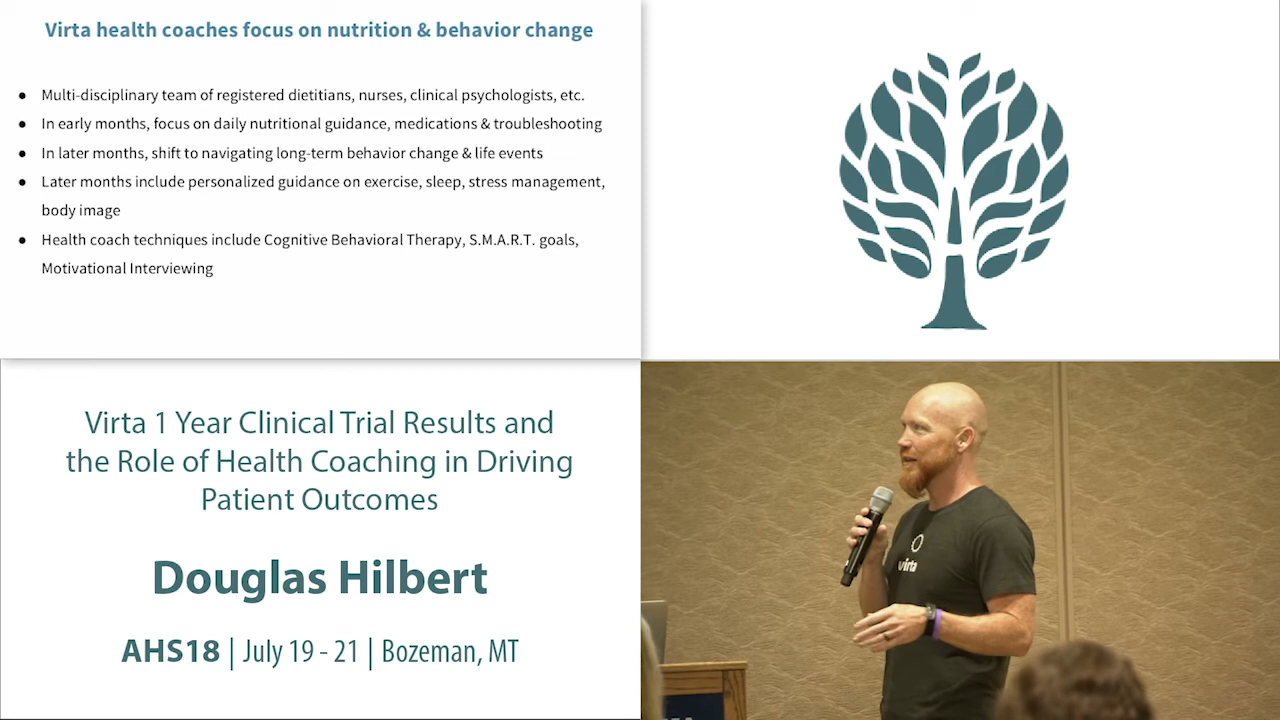 Virta health coaches focus on nutrition & behavior change
● Multi-disciplinary team of registered dietitians, nurses, clinical psychologists, etc.
● In early months, focus on daily nutritional guidance, medications & troubleshooting
● In later months, shift to navigating long-term behavior change & life events
● Later months include personalized guidance on exercise, sleep, stress management,
body image
● Health coach techniques include Cognitive Behavioral Therapy, S.M.A.R.T. goals,
Motivational Interviewing
Virta 1 Year Clinical Trial Results and
the Role of Health Coaching in Driving
Patient Outcomes
Douglas Hilbert
AHS18 | July 19 - 21 | Bozeman, MT
virta